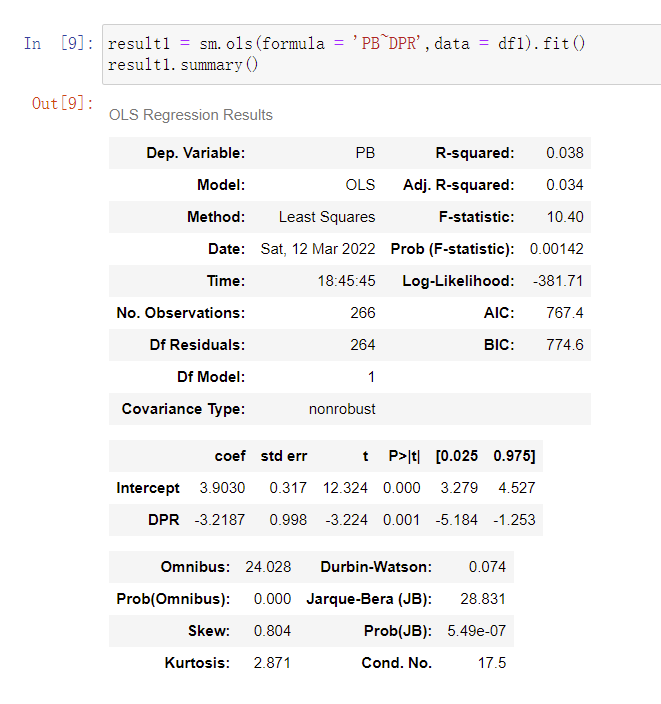 In [9]: result1 = sm.ols(formula = 'PB~DPR',data = df1).fit()
result1.summary()
Out[9]:
OLS Regression Results
Dep. Variable: PB R-squared: 0.038
Model: OLS Adj. R-squared: 0.034
Method: Least Squares F-statistic: 10.40
Date: Sat, 12 Mar 2022 Prob (F-statistic): 0.00142
Time: 18:45:45 Log-Likelihood: -381.71
No. Observations: 266 AIC: 767.4
Df Residuals: 264 BIC: 774.6
Df Model: 1
Covariance Type: nonrobust
coef std err t P>|t| [0.025 0.975]
Intercept 3.9030 0.317 12.324 0.000 3.279 4.527
DPR -3.2187 0.998 -3.224 0.001 -5.184 -1.253
Omnibus: 24.028 Durbin-Watson: 0.074
Prob(Omnibus): 0.000 Jarque-Bera (JB): 28.831
Skew: 0.804 Prob(JB): 5.49e-07
Kurtosis: 2.871 Cond. No. 17.5